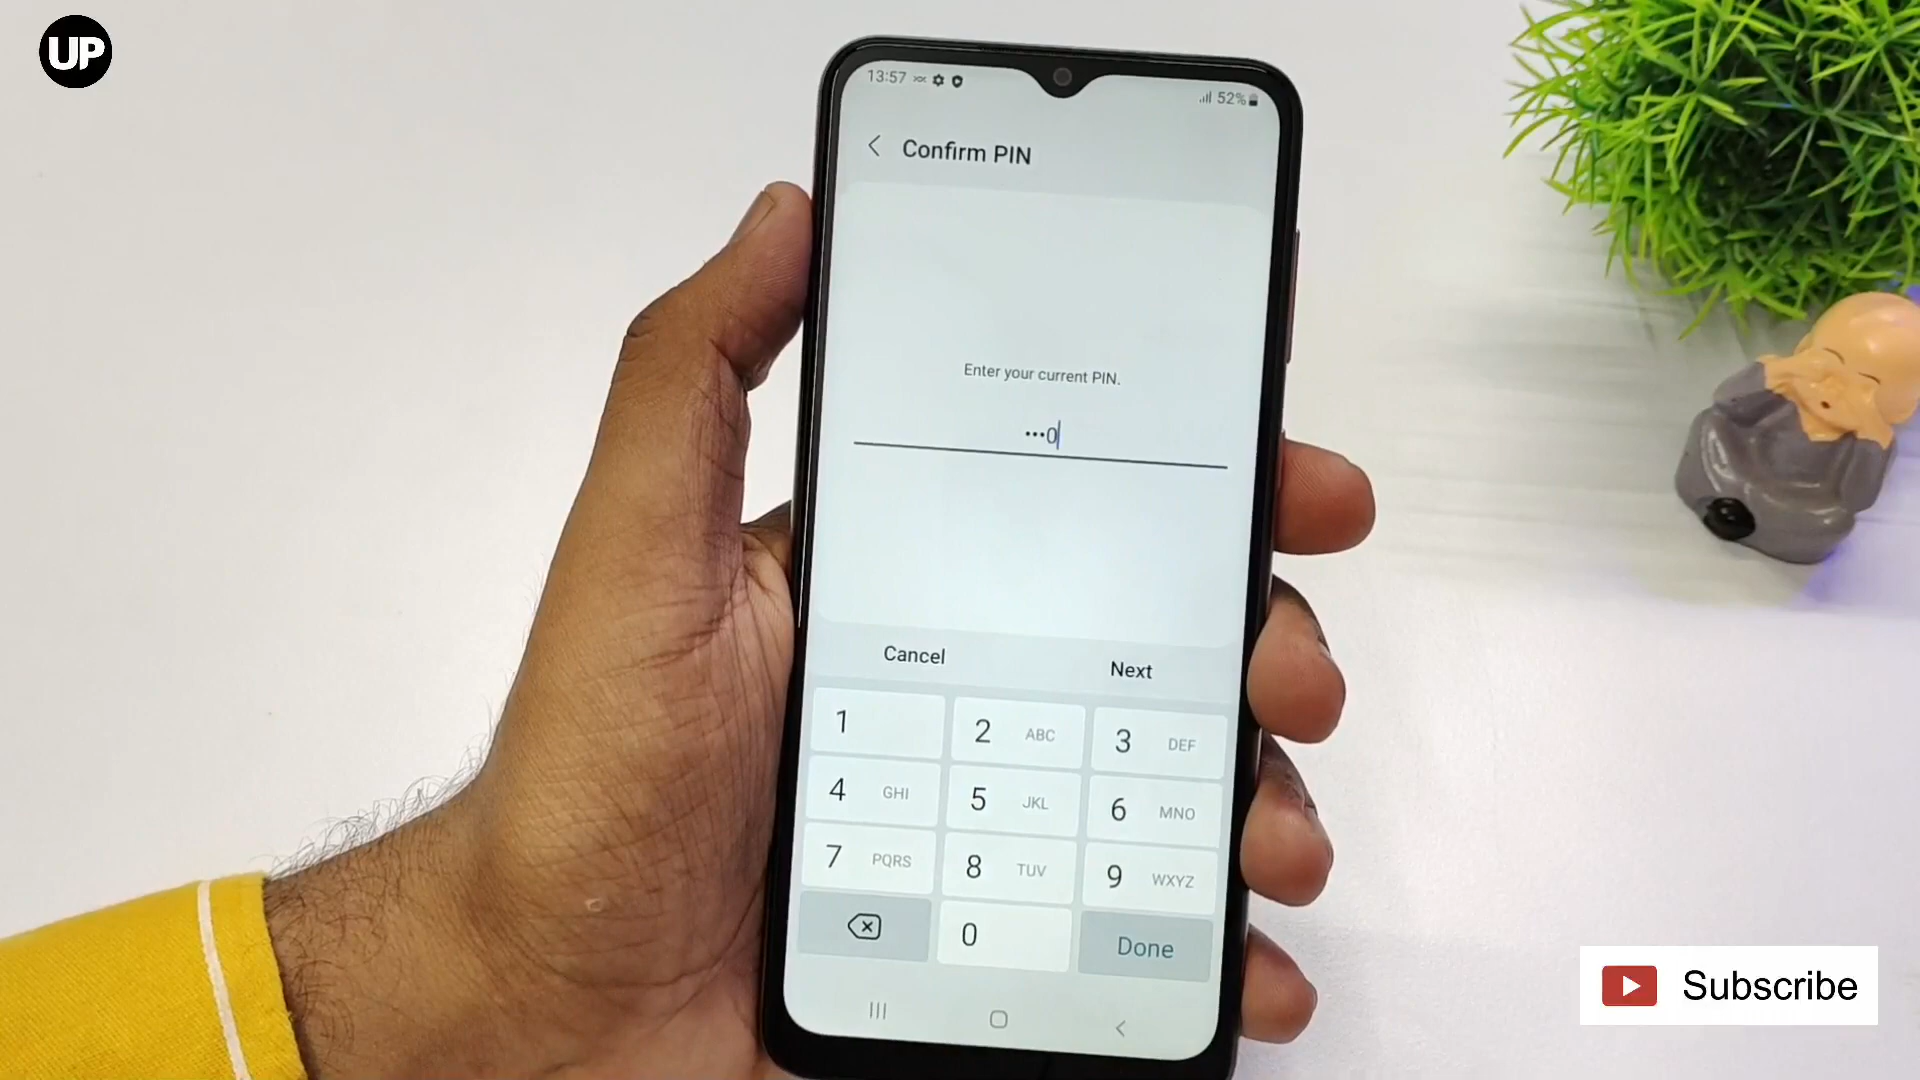 UP
13:57
52%
Confirm PIN
Enter your current PIN.
•••0
Cancel
Next
1
2 ABC
3 DEF
4 GHI
5 JKL
6 MNO
7 PQRS
8 TUV
9 WXYZ
0
Done
Subscribe